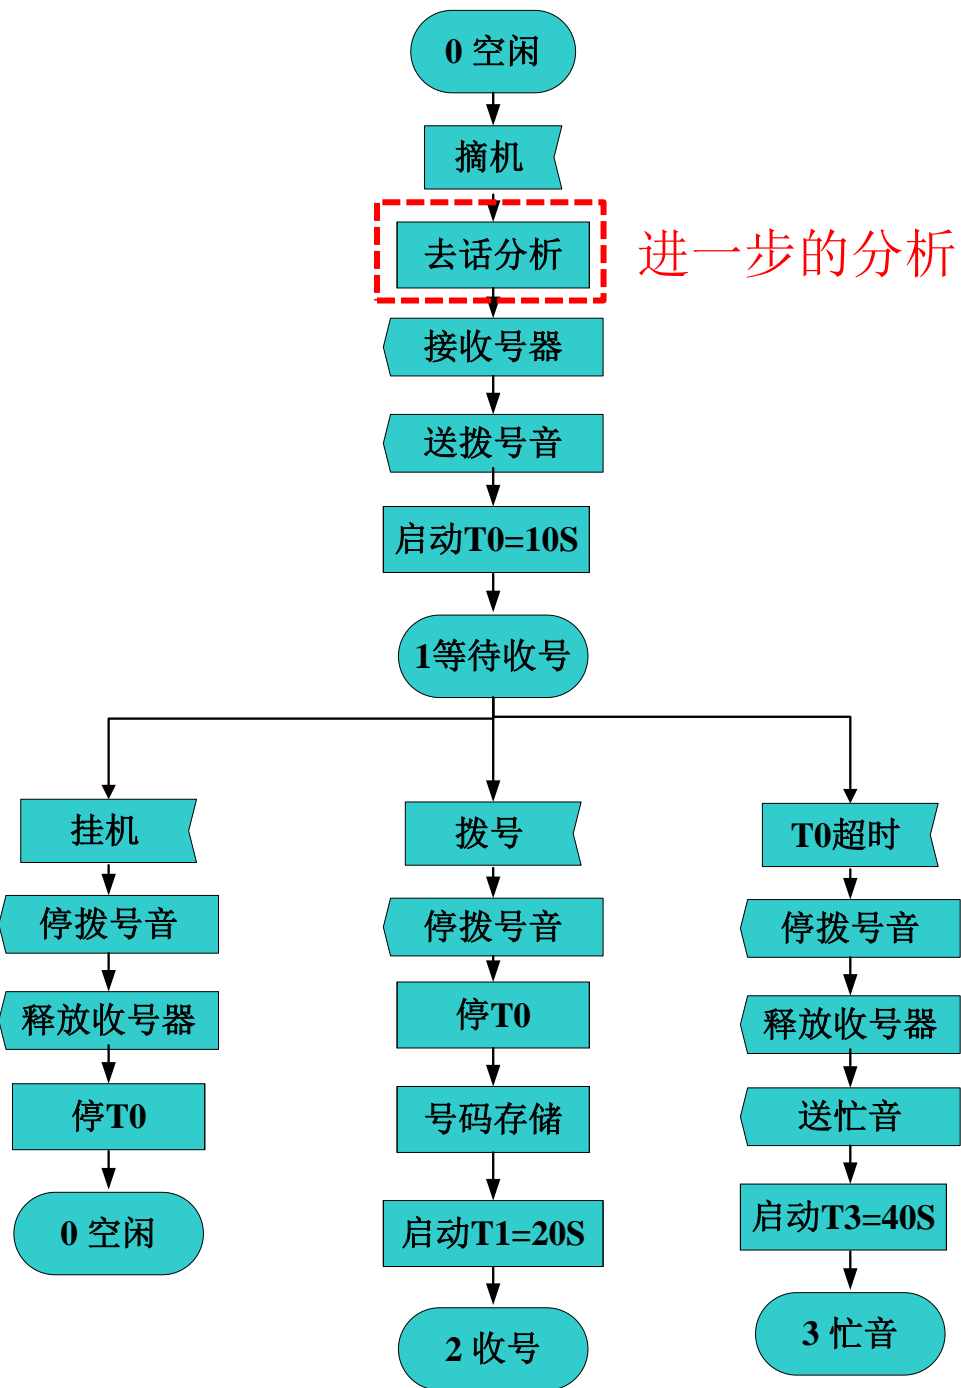 0 空闲
摘机
去话分析
进一步的分析
接收号器
送拨号音
启动T0=10S
1等待收号
挂机
停拨号音
释放收号器
停T0
0 空闲
拨号
停拨号音
停T0
号码存储
启动T1=20S
2 收号
T0超时
停拨号音
释放收号器
送忙音
启动T3=40S
3 忙音